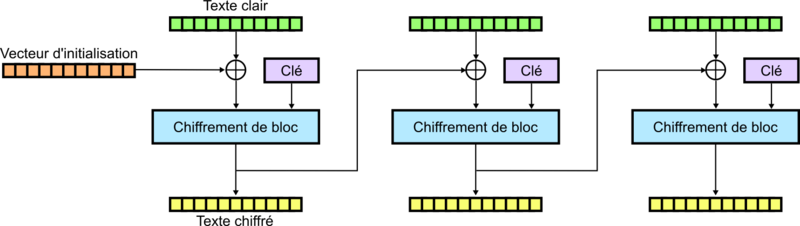 Texte clair
Vecteur d'initialisation
Clé
Clé
Clé
Chiffrement de bloc
Chiffrement de bloc
Chiffrement de bloc
Texte chiffré